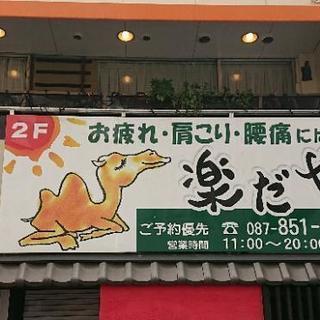 2F
お疲れ・肩こり・腰痛に
楽だ
ご予約優先 ☎ 087-851-
営業時間 11:00～20:00